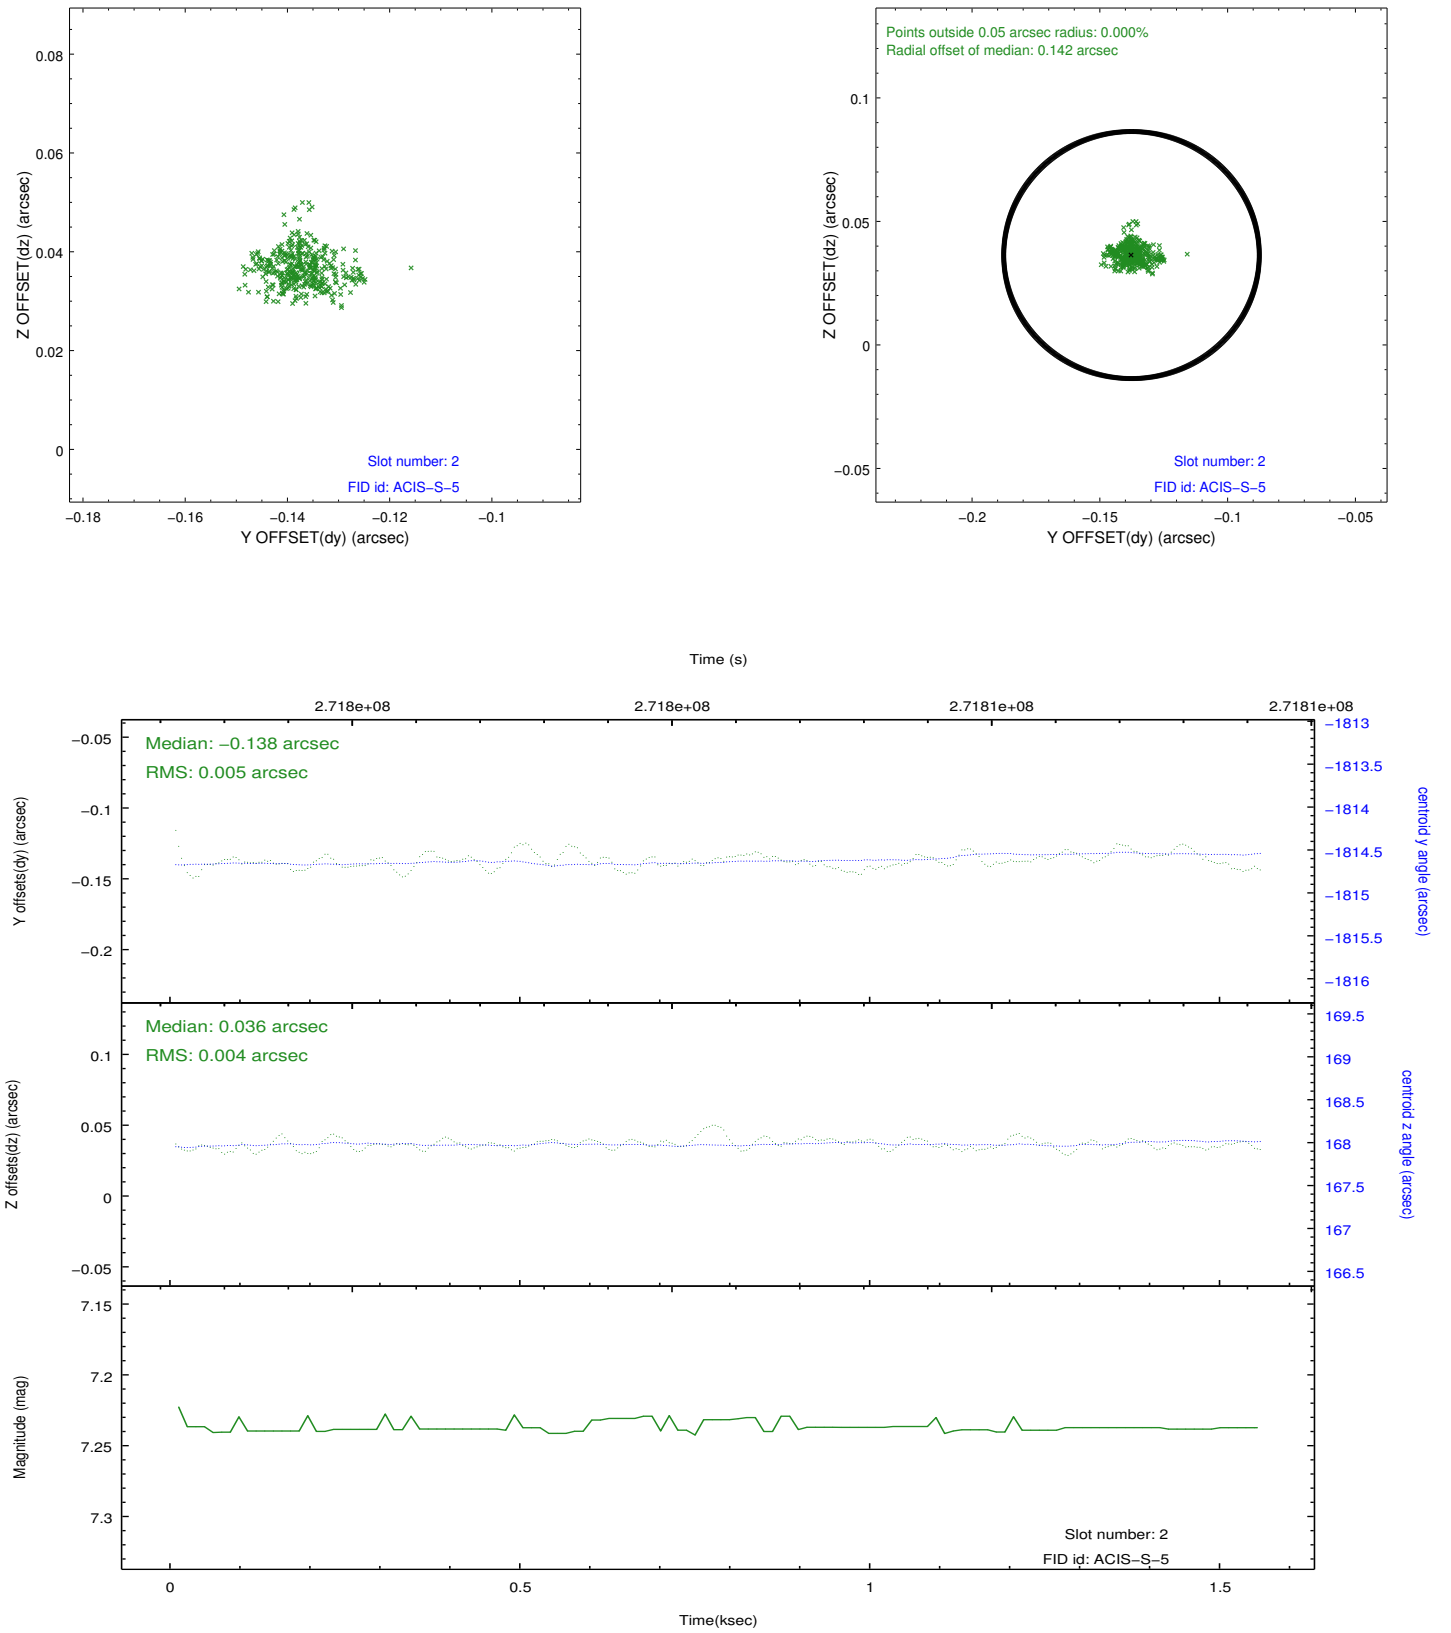 0.08
0.06
0.04
0.02
0
Z OFFSET(dz) (arcsec)
Slot number: 2
FID id: ACIS−S−5
−0.18 −0.16 −0.14 −0.12 −0.1
Y OFFSET(dy) (arcsec)
Points outside 0.05 arcsec radius: 0.000%
Radial offset of median: 0.142 arcsec
0.1
0.05
0
−0.05
Z OFFSET(dz) (arcsec)
Slot number: 2
FID id: ACIS−S−5
−0.2 −0.15 −0.1 −0.05
Y OFFSET(dy) (arcsec)
Time (s)
2.718e+08 2.718e+08 2.7181e+08 2.7181e+08
Median: −0.138 arcsec
RMS: 0.005 arcsec
−0.05
−0.1
−0.15
−0.2
Y offsets(dy) (arcsec)
−1813
−1813.5
−1814
−1814.5
−1815
−1815.5
−1816
centroid y angle (arcsec)
Median: 0.036 arcsec
RMS: 0.004 arcsec
0.1
0.05
0
−0.05
Z offsets(dz) (arcsec)
169.5
169
168.5
168
167.5
167
166.5
centroid z angle (arcsec)
7.15
7.2
7.25
7.3
Magnitude (mag)
Slot number: 2
FID id: ACIS−S−5
0 0.5 1 1.5
Time(ksec)